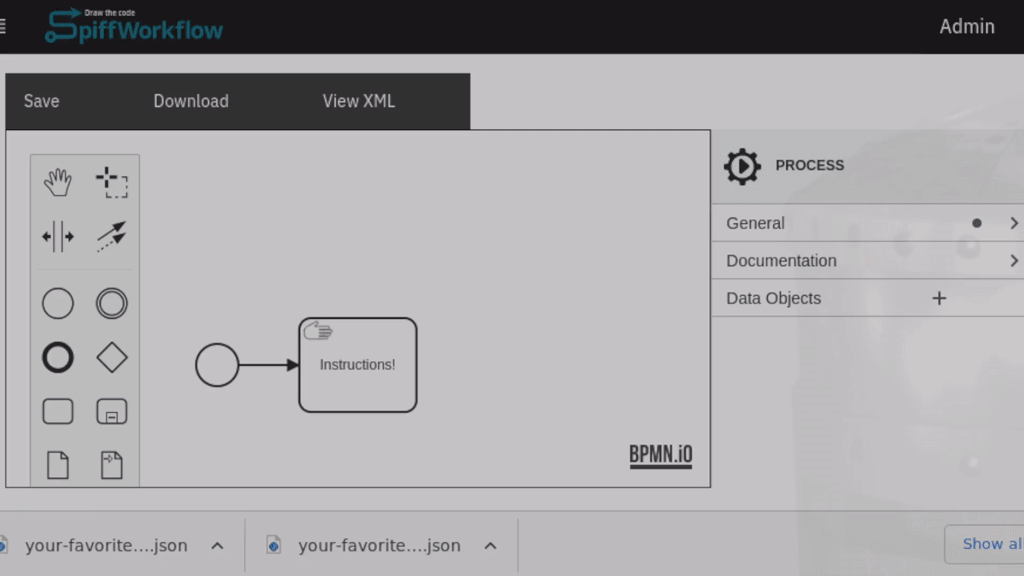 Draw the code
SpiffWorkflow
Admin
Save
Download
View XML
PROCESS
General
Documentation
Data Objects
Instructions!
BPMN.iO
your-favorite....json
your-favorite....json
Show al